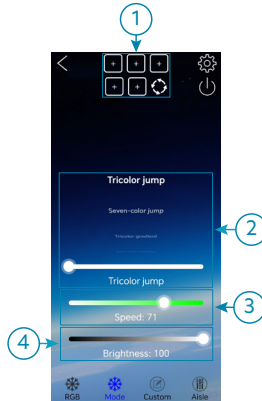 1
+ + +
+ +
Tricolor jump
Seven-color jump
Tricolor gradient
2
Tricolor jump
3
Speed: 71
4
Brightness: 100
RGB Mode Custom Aisle